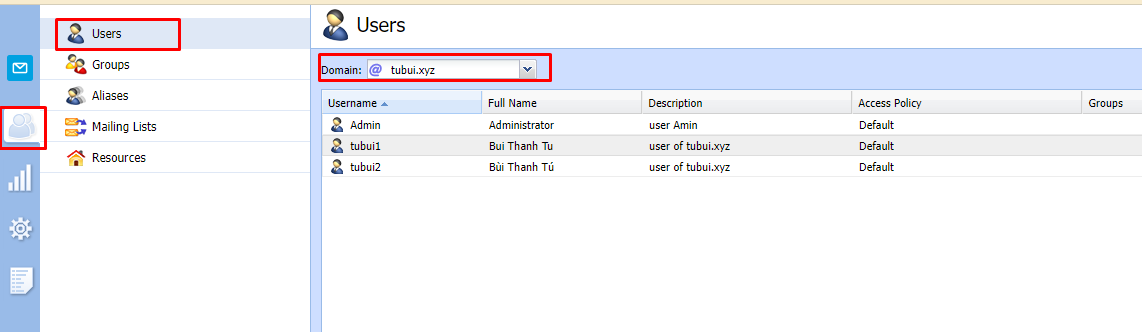 Users
Groups
Aliases
Mailing Lists
Resources
Users
Domain: @ tubui.xyz
Username Full Name Description Access Policy Groups
Admin Administrator user Amin Default
tubui1 Bui Thanh Tu user of tubui.xyz Default
tubui2 Bùi Thanh Tú user of tubui.xyz Default